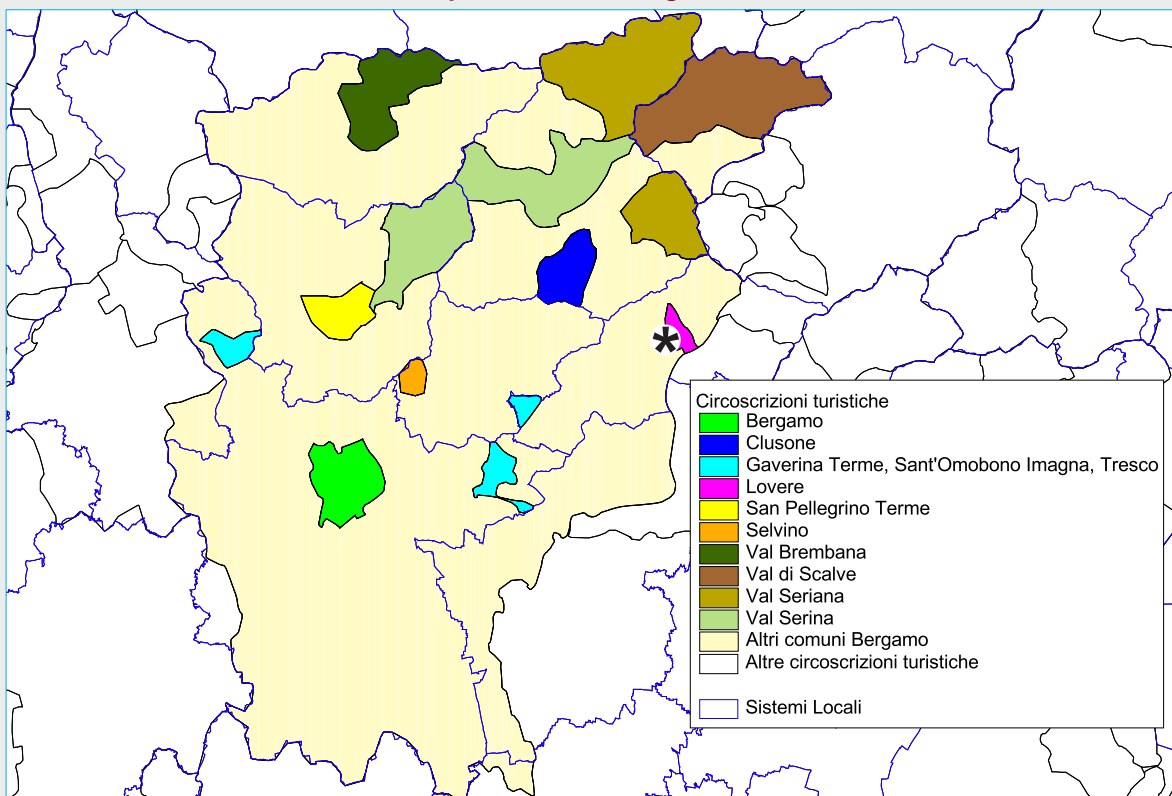 Circoscrizioni turistiche
Bergamo
Clusone
Gaverina Terme, Sant'Omobono Imagna, Tresco
Lovere
San Pellegrino Terme
Selvino
Val Brembana
Val di Scalve
Val Seriana
Val Serina
Altri comuni Bergamo
Altre circoscrizioni turistiche
Sistemi Locali